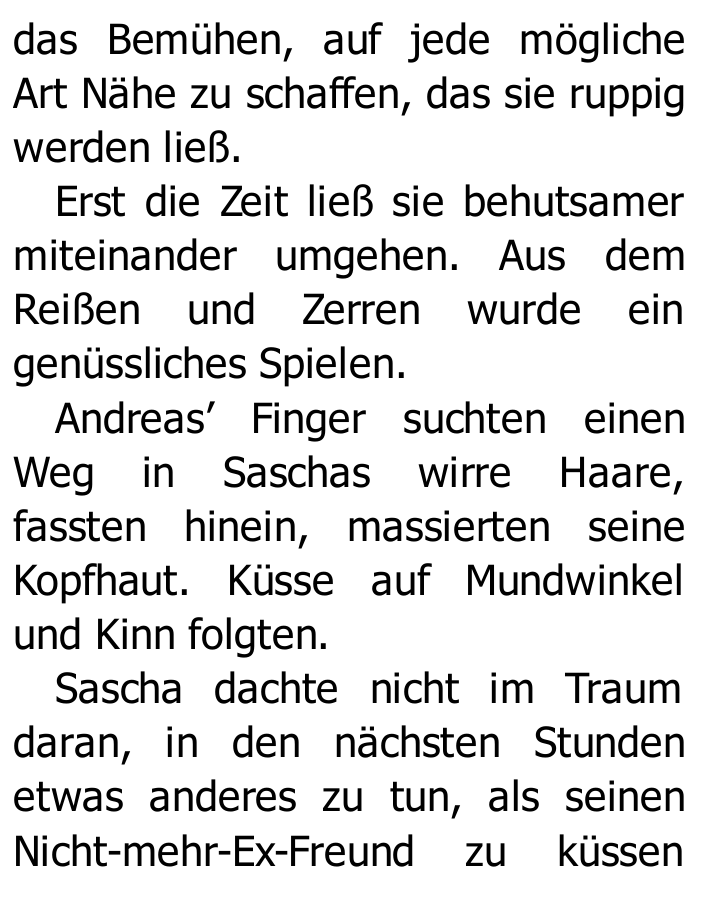 das Bemühen, auf jede mögliche
Art Nähe zu schaffen, das sie ruppig
werden ließ.
Erst die Zeit ließ sie behutsamer
miteinander umgehen. Aus dem
Reißen und Zerren wurde ein
genüssliches Spielen.
Andreas’ Finger suchten einen
Weg in Saschas wirre Haare,
fassten hinein, massierten seine
Kopfhaut. Küsse auf Mundwinkel
und Kinn folgten.
Sascha dachte nicht im Traum
daran, in den nächsten Stunden
etwas anderes zu tun, als seinen
Nicht-mehr-Ex-Freund zu küssen